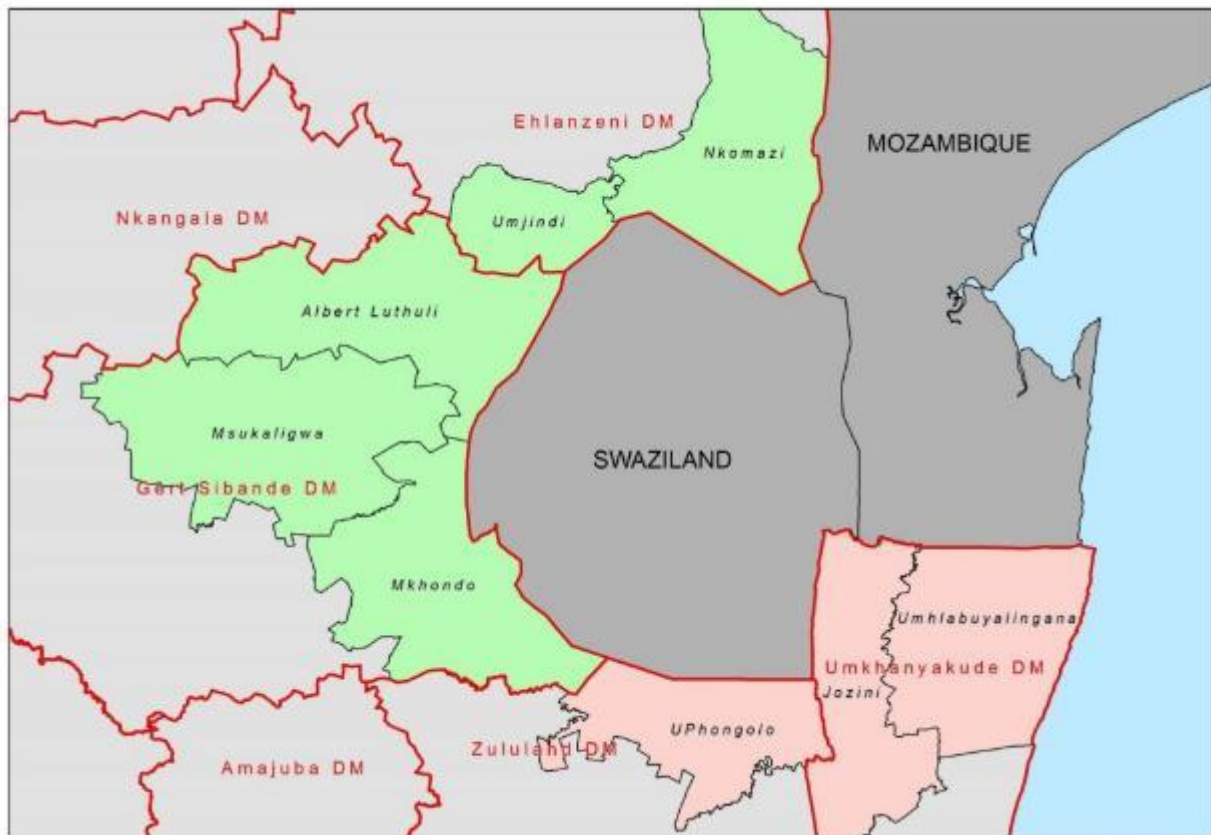 Ehlanzeni DM
MOZAMBIQUE
Nkomazi
Nkangala DM
Umjindi
Albert Luthuli
Msukaligwa
SWAZILAND
Gert Sibande DM
Mkhondo
Umhlabuyalingana
Umkhanyakude DM
Jozini
UPhongolo
Zululand DM
Amajuba DM